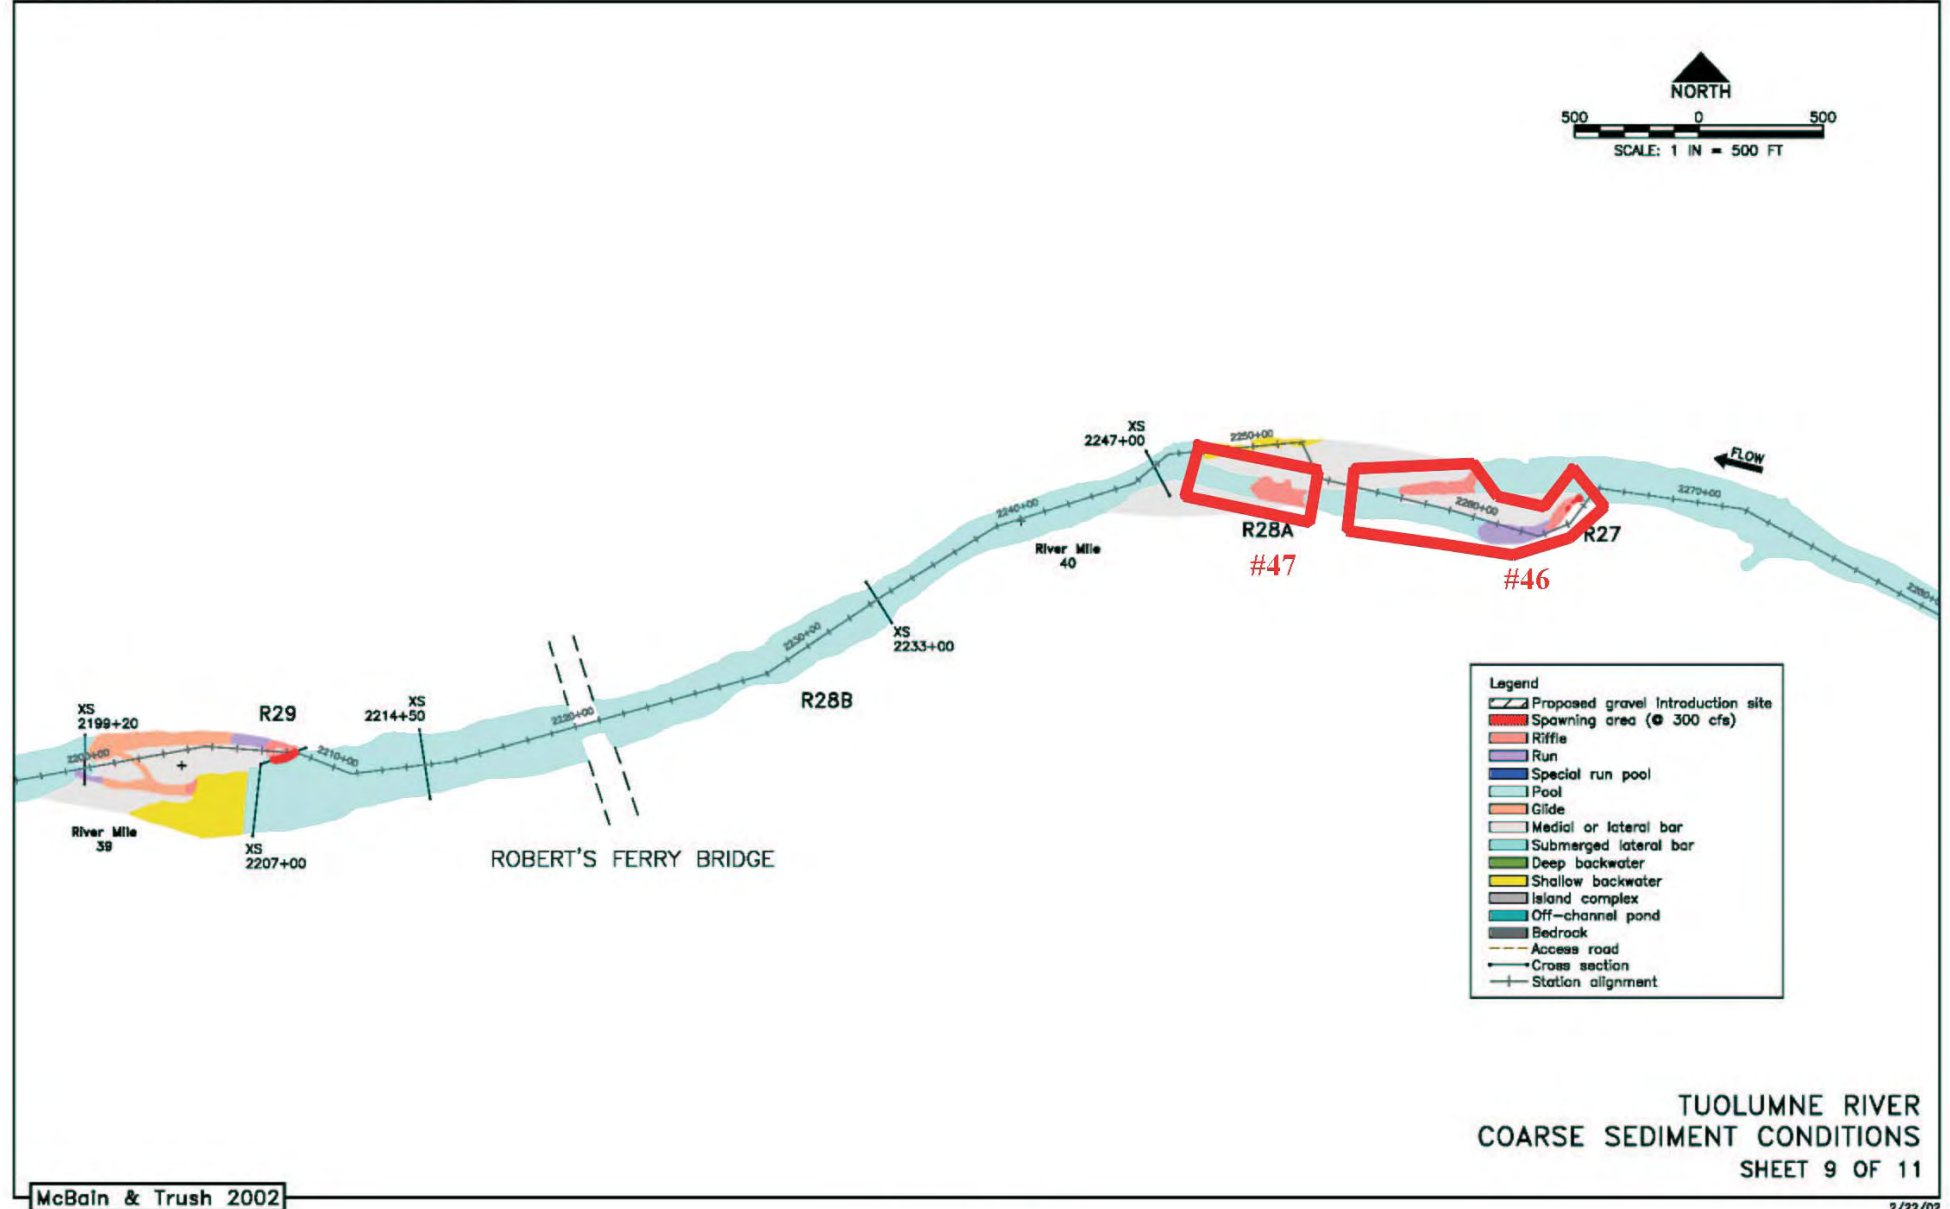 NORTH
500 0 500
SCALE: 1 IN = 500 FT
FLOW
XS
2247+00
2250+00
2260+00
2270+00
R28A
R27
#47
#46
2240+00
River Mile
40
2230+00
XS
2233+00
R28B
2220+00
XS
2214+50
R29
XS
2199+20
2200+00
2210+00
River Mile
39
XS
2207+00
ROBERT'S FERRY BRIDGE
Legend
Proposed gravel introduction site
Spawning area (@ 300 cfs)
Riffle
Run
Special run pool
Pool
Glide
Medial or lateral bar
Submerged lateral bar
Deep backwater
Shallow backwater
Island complex
Off-channel pond
Bedrock
Access road
Cross section
Station alignment
TUOLUMNE RIVER
COARSE SEDIMENT CONDITIONS
SHEET 9 OF 11
McBain & Trush 2002